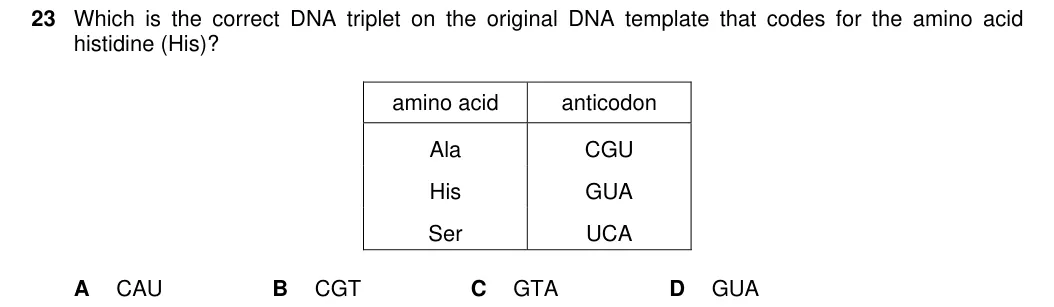 23 Which is the correct DNA triplet on the original DNA template that codes for the amino acid
histidine (His)?
amino acid anticodon
Ala CGU
His GUA
Ser UCA
A CAU B CGT C GTA D GUA